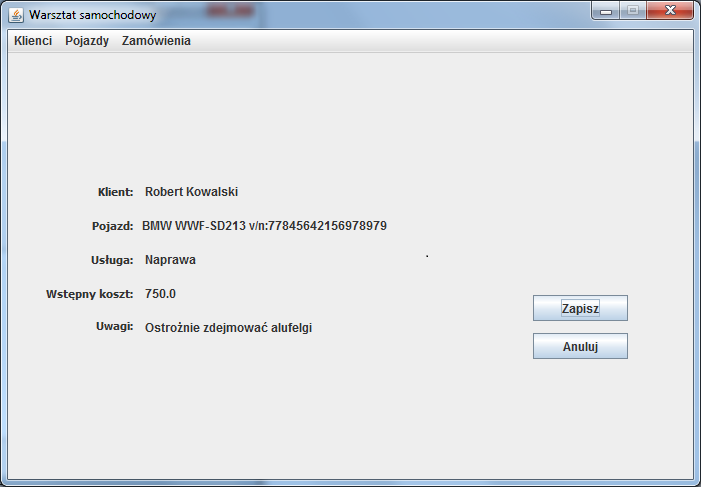 Warsztat samochodowy
Klienci Pojazdy Zamówienia
Klient: Robert Kowalski
Pojazd: BMW WWF-SD213 v/n:77845642156978979
Usługa: Naprawa
Wstępny koszt: 750.0
Zapisz
Uwagi: Ostrożnie zdejmować alufelgi
Anuluj